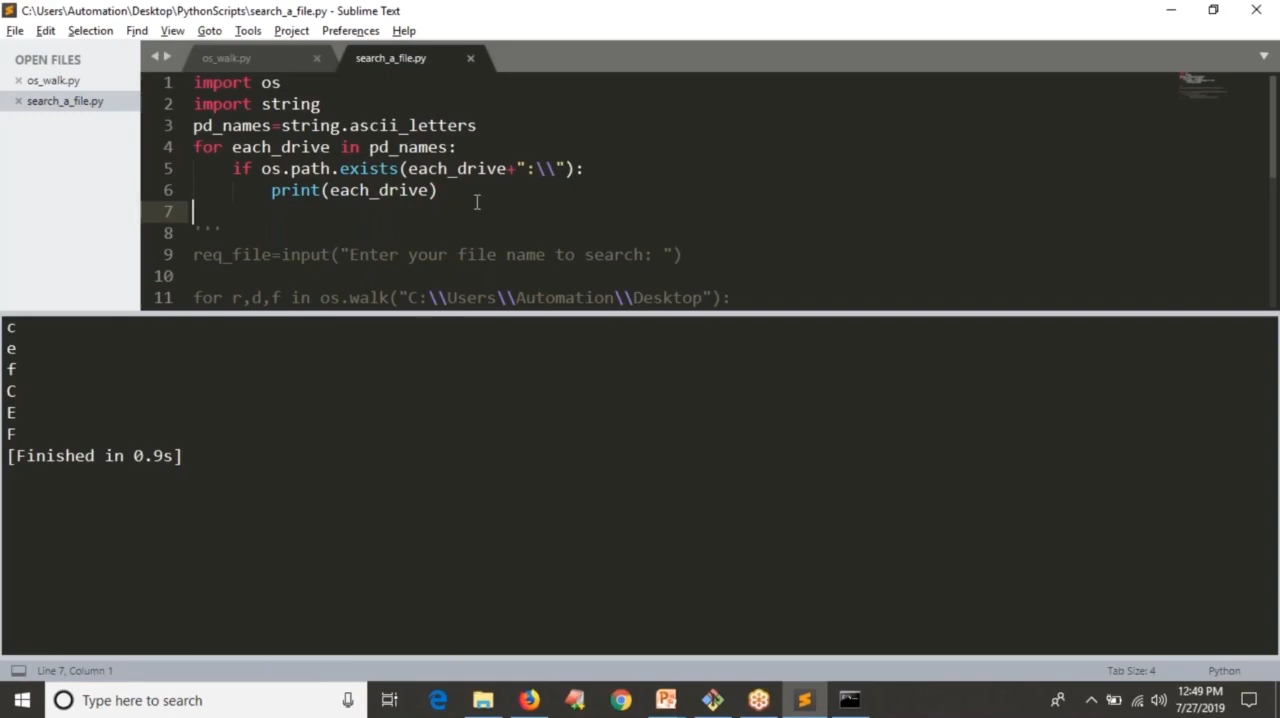 C:\Users\Automation\Desktop\PythonScripts\search_a_file.py - Sublime Text
File Edit Selection Find View Goto Tools Project Preferences Help
OPEN FILES
os_walk.py
search_a_file.py
os_walk.py
search_a_file.py
1 import os
2 import string
3 pd_names=string.ascii_letters
4 for each_drive in pd_names:
5     if os.path.exists(each_drive+":\\"):
6         print(each_drive)
7
8 '''
9 req_file=input("Enter your file name to search: ")
10
11 for r,d,f in os.walk("C:\\Users\\Automation\\Desktop"):
c
e
f
C
E
F
[Finished in 0.9s]
Line 7, Column 1
Tab Size: 4
Python
Type here to search
12:49 PM
7/27/2019